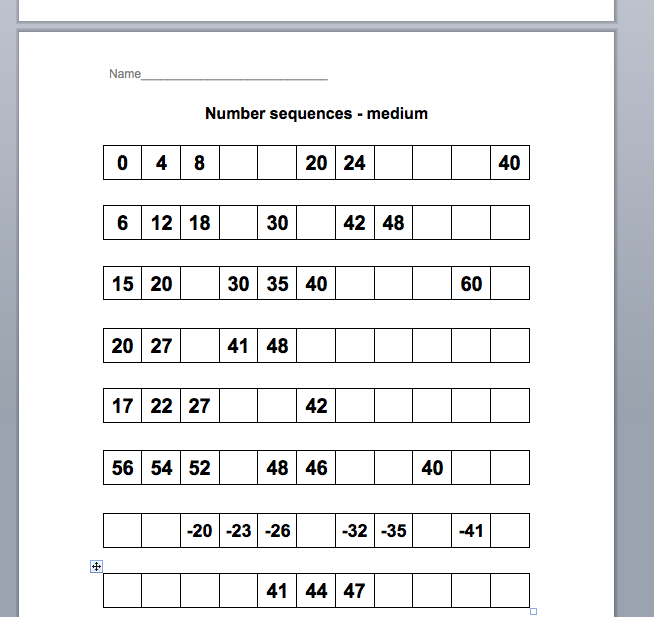 Name____________________________
Number sequences - medium
0 4 8 20 24 40
6 12 18 30 42 48
15 20 30 35 40 60
20 27 41 48
17 22 27 42
56 54 52 48 46 40
-20 -23 -26 -32 -35 -41
41 44 47